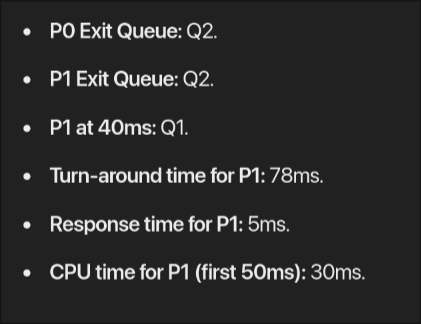 • P0 Exit Queue: Q2.
• P1 Exit Queue: Q2.
• P1 at 40ms: Q1.
• Turn-around time for P1: 78ms.
• Response time for P1: 5ms.
• CPU time for P1 (first 50ms): 30ms.